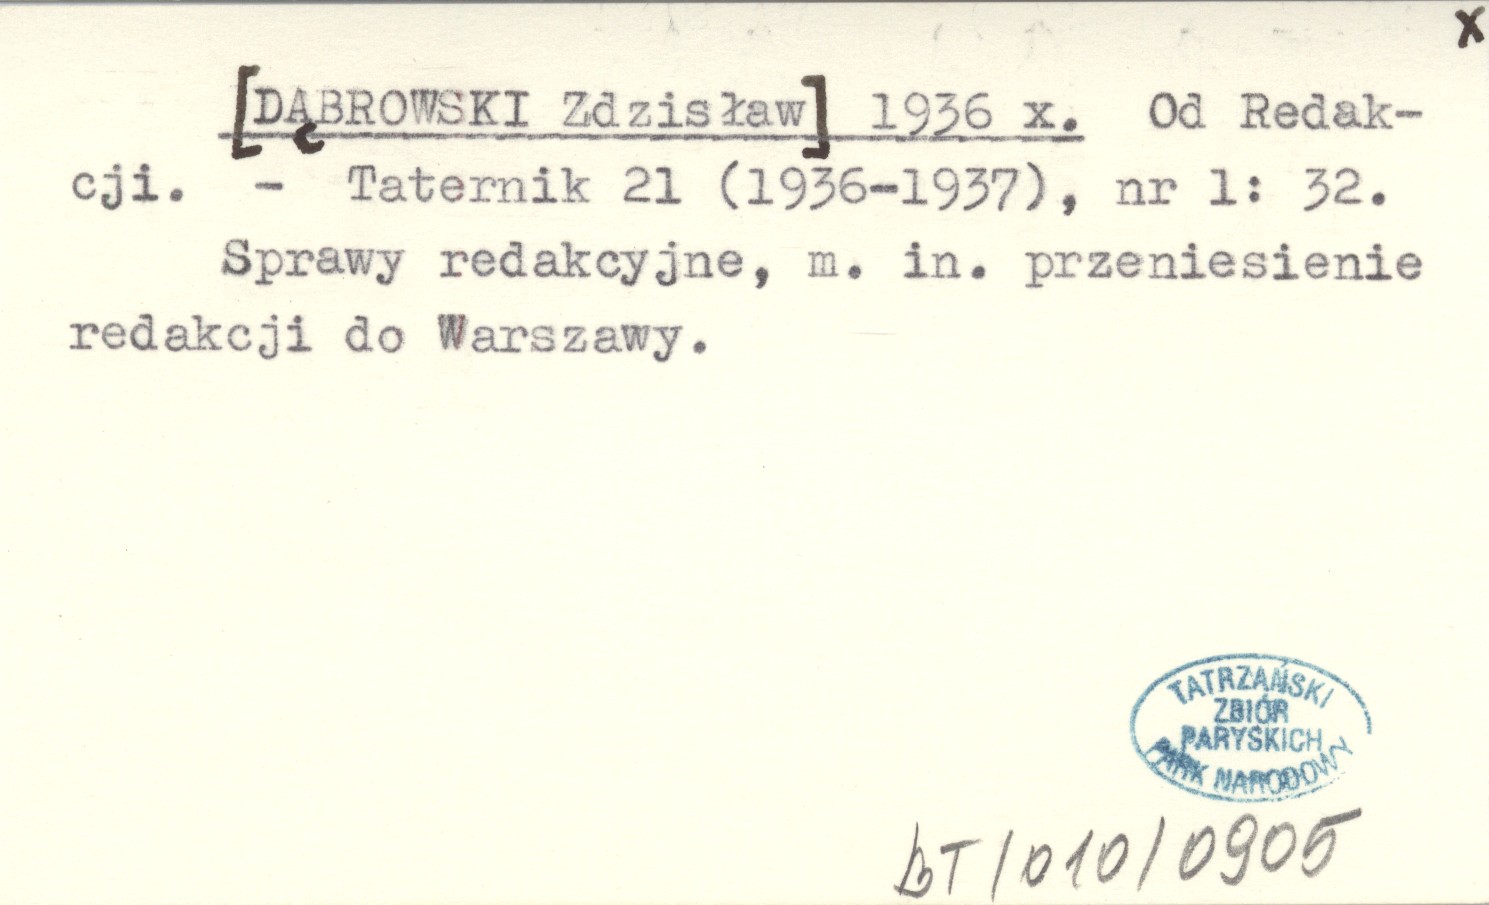 x
[DĄBROWSKI Zdzisław] 1936 x. Od Redak-
cji. - Taternik 21 (1936-1937), nr 1: 32.
Sprawy redakcyjne, m. in. przeniesienie
redakcji do Warszawy.
TATRZAŃSKI
ZBIÓR
PARYSKICH
PARK NARODOWY
BT/010/0905